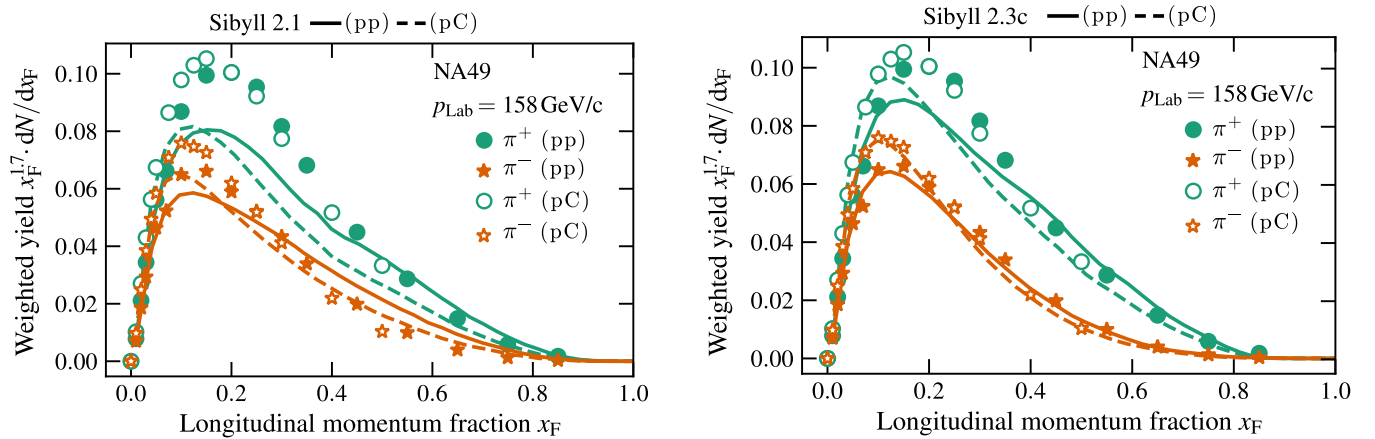 Sibyll 2.1 (pp) (pC)
Weighted yield x_F^1.7 · dN/dx_F
0.10
0.08
0.06
0.04
0.02
0.00
NA49
p_Lab = 158 GeV/c
π+ (pp)
π− (pp)
π+ (pC)
π− (pC)
0.0 0.2 0.4 0.6 0.8 1.0
Longitudinal momentum fraction x_F
Sibyll 2.3c (pp) (pC)
Weighted yield x_F^1.7 · dN/dx_F
0.10
0.08
0.06
0.04
0.02
0.00
NA49
p_Lab = 158 GeV/c
π+ (pp)
π− (pp)
π+ (pC)
π− (pC)
0.0 0.2 0.4 0.6 0.8 1.0
Longitudinal momentum fraction x_F